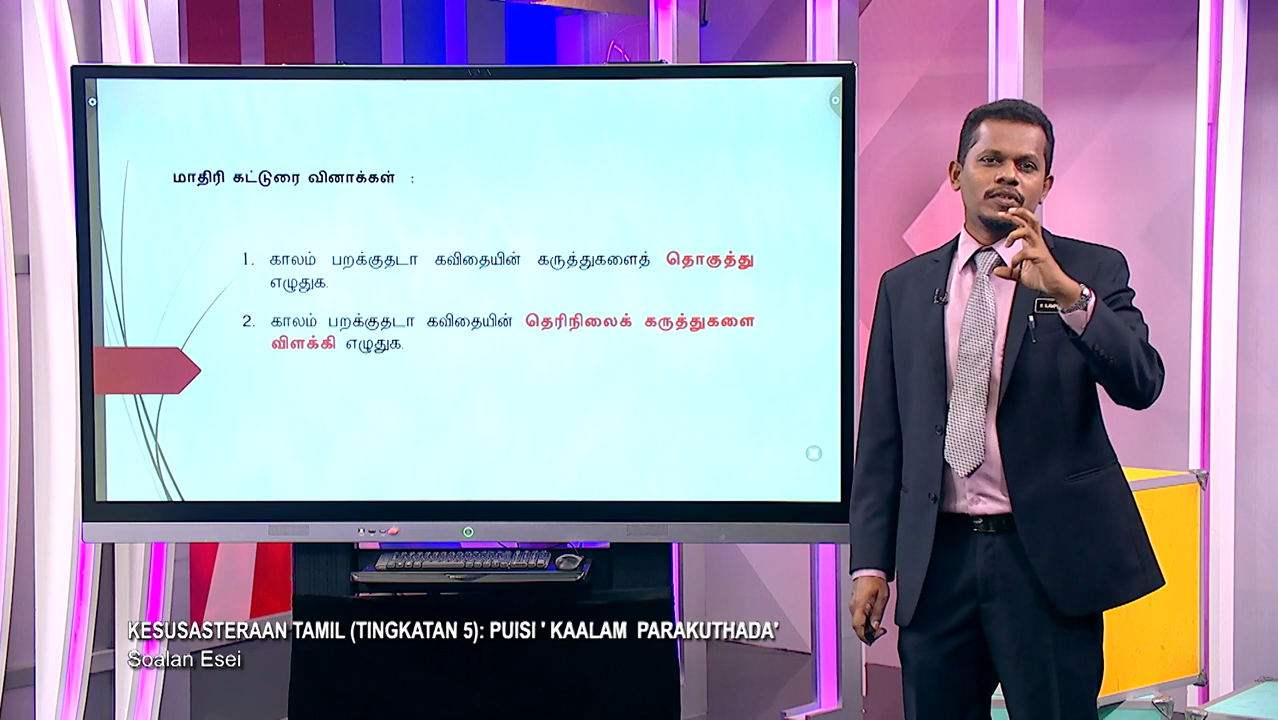 மாதிரி கட்டுரை வினாக்கள் :
1. காலம் பறக்குதடா கவிதையின் கருத்துகளைத் தொகுத்து
எழுதுக.
2. காலம் பறக்குதடா கவிதையின் தெரிநிலைக் கருத்துகளை
விளக்கி எழுதுக.
KESUSASTERAAN TAMIL (TINGKATAN 5): PUISI ' KAALAM PARAKUTHADA'
Soalan Esei